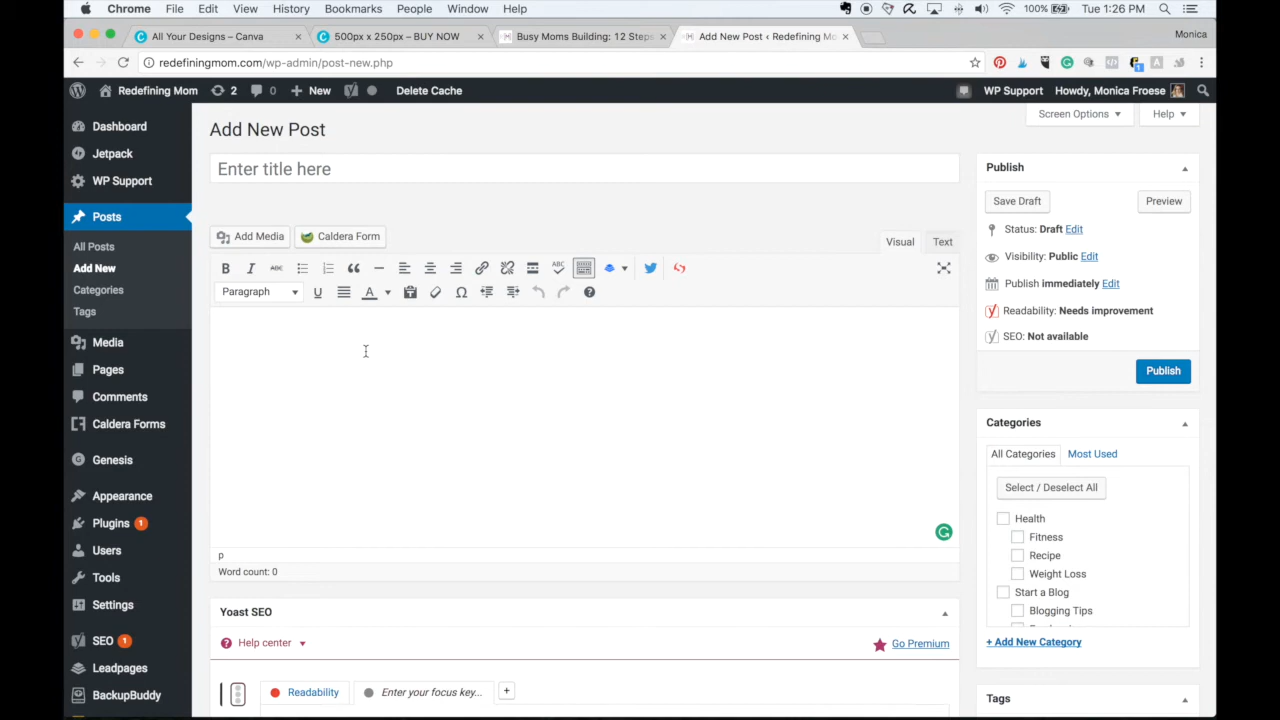 Chrome File Edit View History Bookmarks People Window Help 100% Tue 1:26 PM
All Your Designs – Canva × 500px x 250px – BUY NOW × Busy Moms Building: 12 Steps × Add New Post ‹ Redefining Mo × Monica
redefiningmom.com/wp-admin/post-new.php
Redefining Mom 2 0 + New Delete Cache WP Support Howdy, Monica Froese
Screen Options Help
Dashboard
Jetpack
WP Support
Posts
All Posts
Add New
Categories
Tags
Media
Pages
Comments
Caldera Forms
Genesis
Appearance
Plugins 1
Users
Tools
Settings
SEO 1
Leadpages
BackupBuddy
Add New Post
Enter title here
Add Media Caldera Form
Visual Text
B I ABC ABC
Paragraph U A Ω
p
Word count: 0
Yoast SEO
Help center Go Premium
Readability Enter your focus key... +
Publish
Save Draft Preview
Status: Draft Edit
Visibility: Public Edit
Publish immediately Edit
Readability: Needs improvement
SEO: Not available
Publish
Categories
All Categories Most Used
Select / Deselect All
Health
Fitness
Recipe
Weight Loss
Start a Blog
Blogging Tips
+ Add New Category
Tags